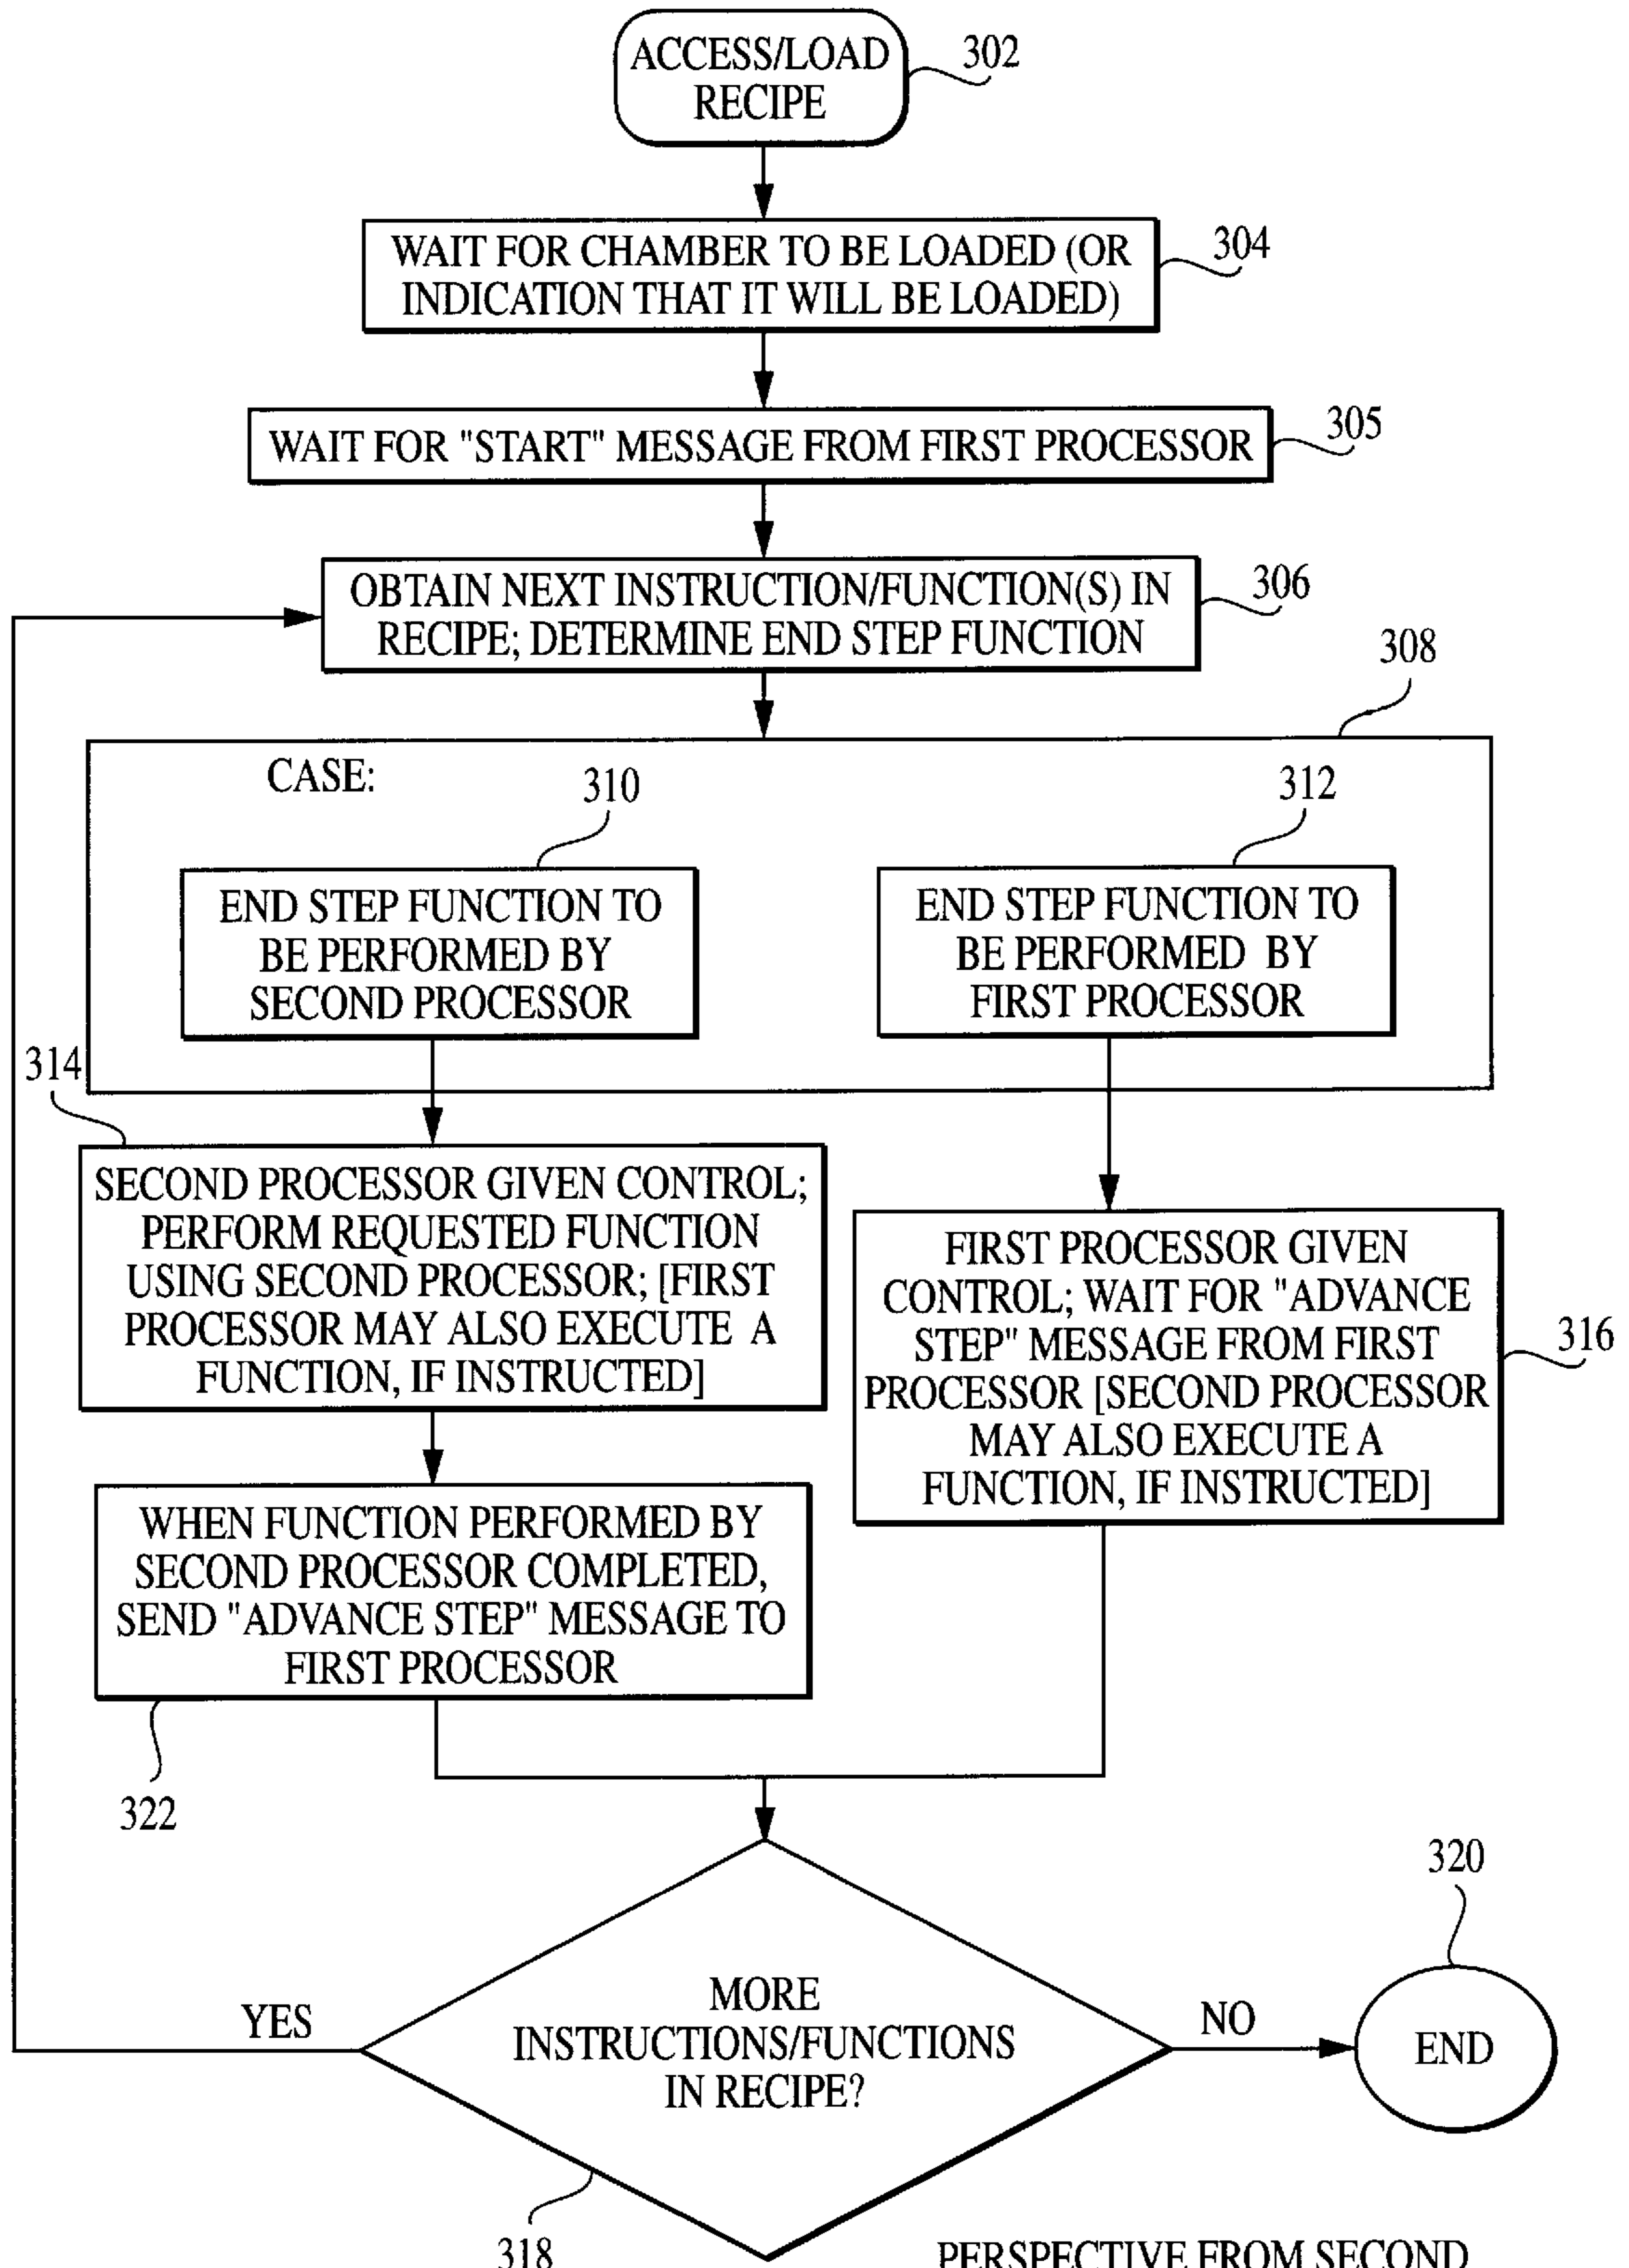 ACCESS/LOAD
RECIPE
302
WAIT FOR CHAMBER TO BE LOADED (OR
INDICATION THAT IT WILL BE LOADED)
304
WAIT FOR "START" MESSAGE FROM FIRST PROCESSOR
305
OBTAIN NEXT INSTRUCTION/FUNCTION(S) IN
RECIPE; DETERMINE END STEP FUNCTION
306
308
CASE:
310
312
END STEP FUNCTION TO
BE PERFORMED BY
SECOND PROCESSOR
END STEP FUNCTION TO
BE PERFORMED BY
FIRST PROCESSOR
314
SECOND PROCESSOR GIVEN CONTROL;
PERFORM REQUESTED FUNCTION
USING SECOND PROCESSOR; [FIRST
PROCESSOR MAY ALSO EXECUTE A
FUNCTION, IF INSTRUCTED]
FIRST PROCESSOR GIVEN
CONTROL; WAIT FOR "ADVANCE
STEP" MESSAGE FROM FIRST
PROCESSOR [SECOND PROCESSOR
MAY ALSO EXECUTE A
FUNCTION, IF INSTRUCTED]
316
WHEN FUNCTION PERFORMED BY
SECOND PROCESSOR COMPLETED,
SEND "ADVANCE STEP" MESSAGE TO
FIRST PROCESSOR
322
320
MORE
INSTRUCTIONS/FUNCTIONS
IN RECIPE?
YES
NO
END
318
PERSPECTIVE FROM SECOND